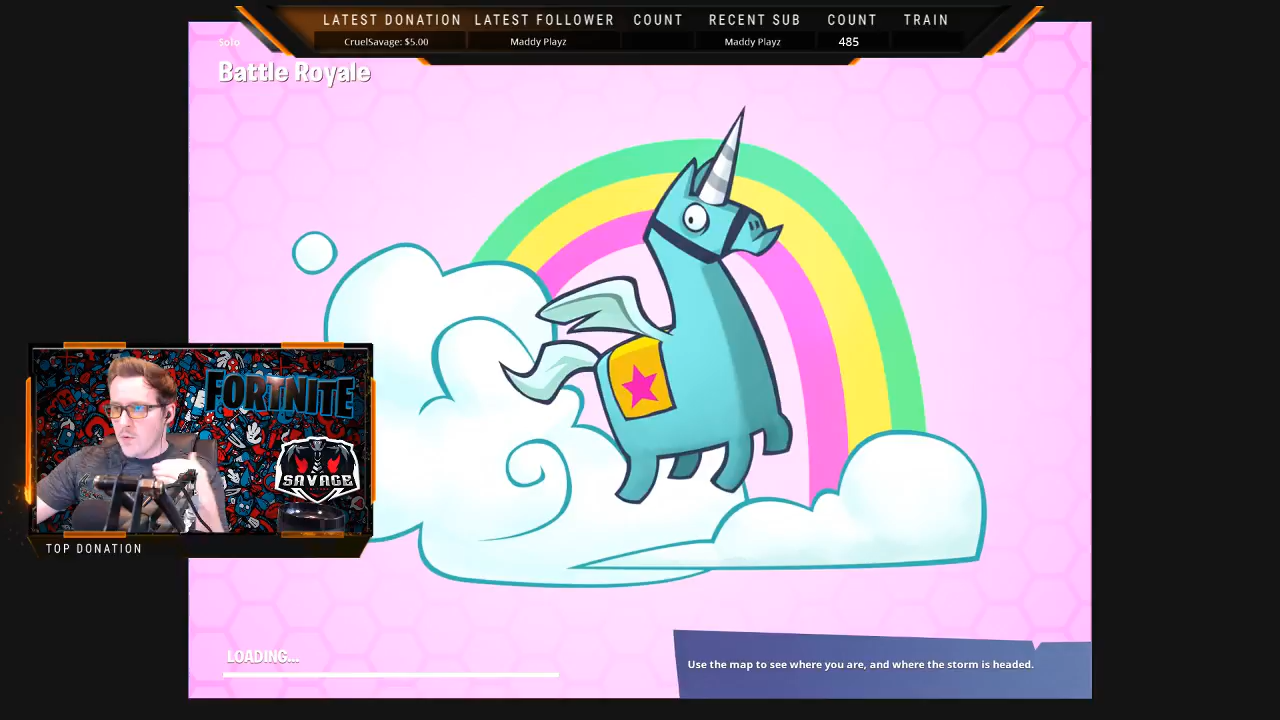 LATEST DONATION LATEST FOLLOWER COUNT RECENT SUB COUNT TRAIN
CruelSavage: $5.00 Maddy Playz Maddy Playz 485
Solo
Battle Royale
FORTNITE
SAVAGE
TOP DONATION
LOADING...
Use the map to see where you are, and where the storm is headed.